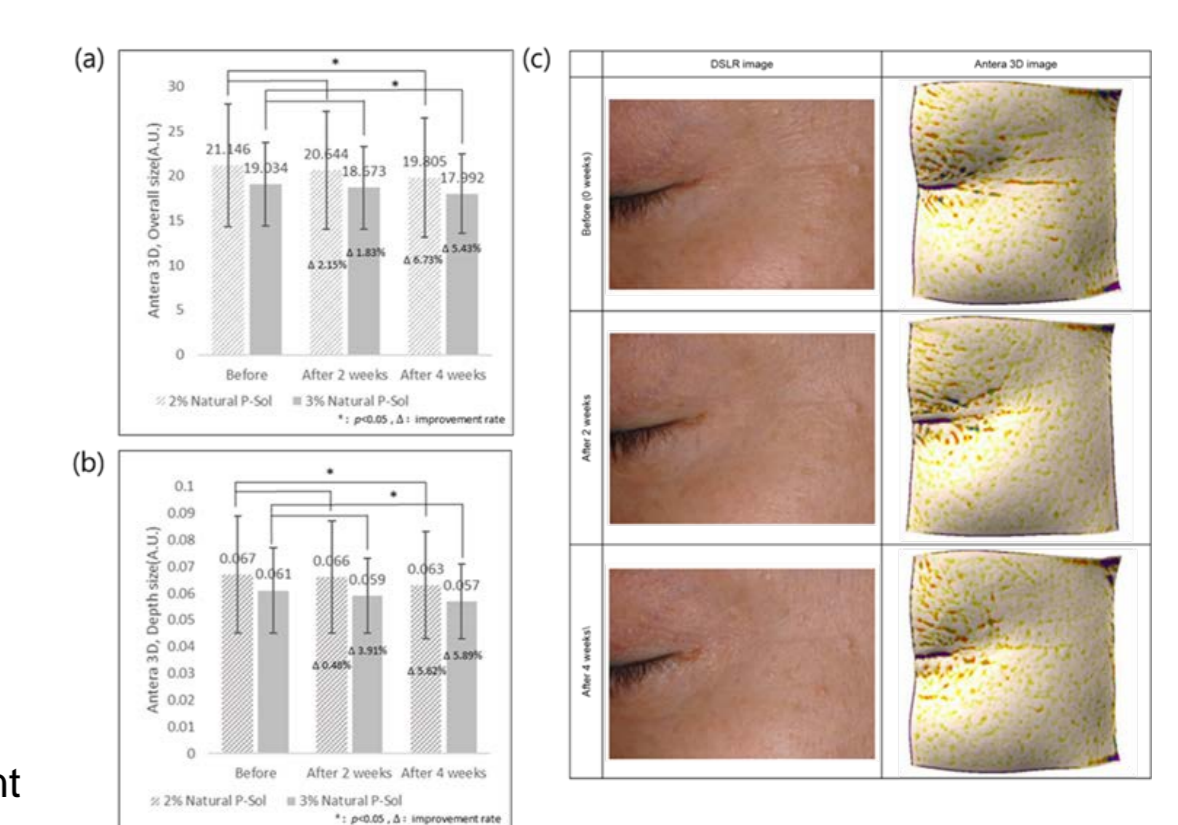 (a)
*
*
30
25
20
15
10
5
0
Antera 3D, Overall size(A.U.)
21.146
19.034
20.644
18.673
19.805
17.992
Δ 2.15%
Δ 1.83%
Δ 6.73%
Δ 5.43%
Before After 2 weeks After 4 weeks
2% Natural P-Sol 3% Natural P-Sol
*: p<0.05 , Δ : improvement rate
(b)
*
*
0.1
0.09
0.08
0.07
0.06
0.05
0.04
0.03
0.02
0.01
0
Antera 3D, Depth size(A.U.)
0.067
0.061
0.066
0.059
0.063
0.057
Δ 0.48%
Δ 3.91%
Δ 5.62%
Δ 5.89%
Before After 2 weeks After 4 weeks
2% Natural P-Sol 3% Natural P-Sol
*: p<0.05 , Δ : improvement rate
nt
(c)
DSLR image Antera 3D image
Before (0 weeks)
After 2 weeks
After 4 weeks\